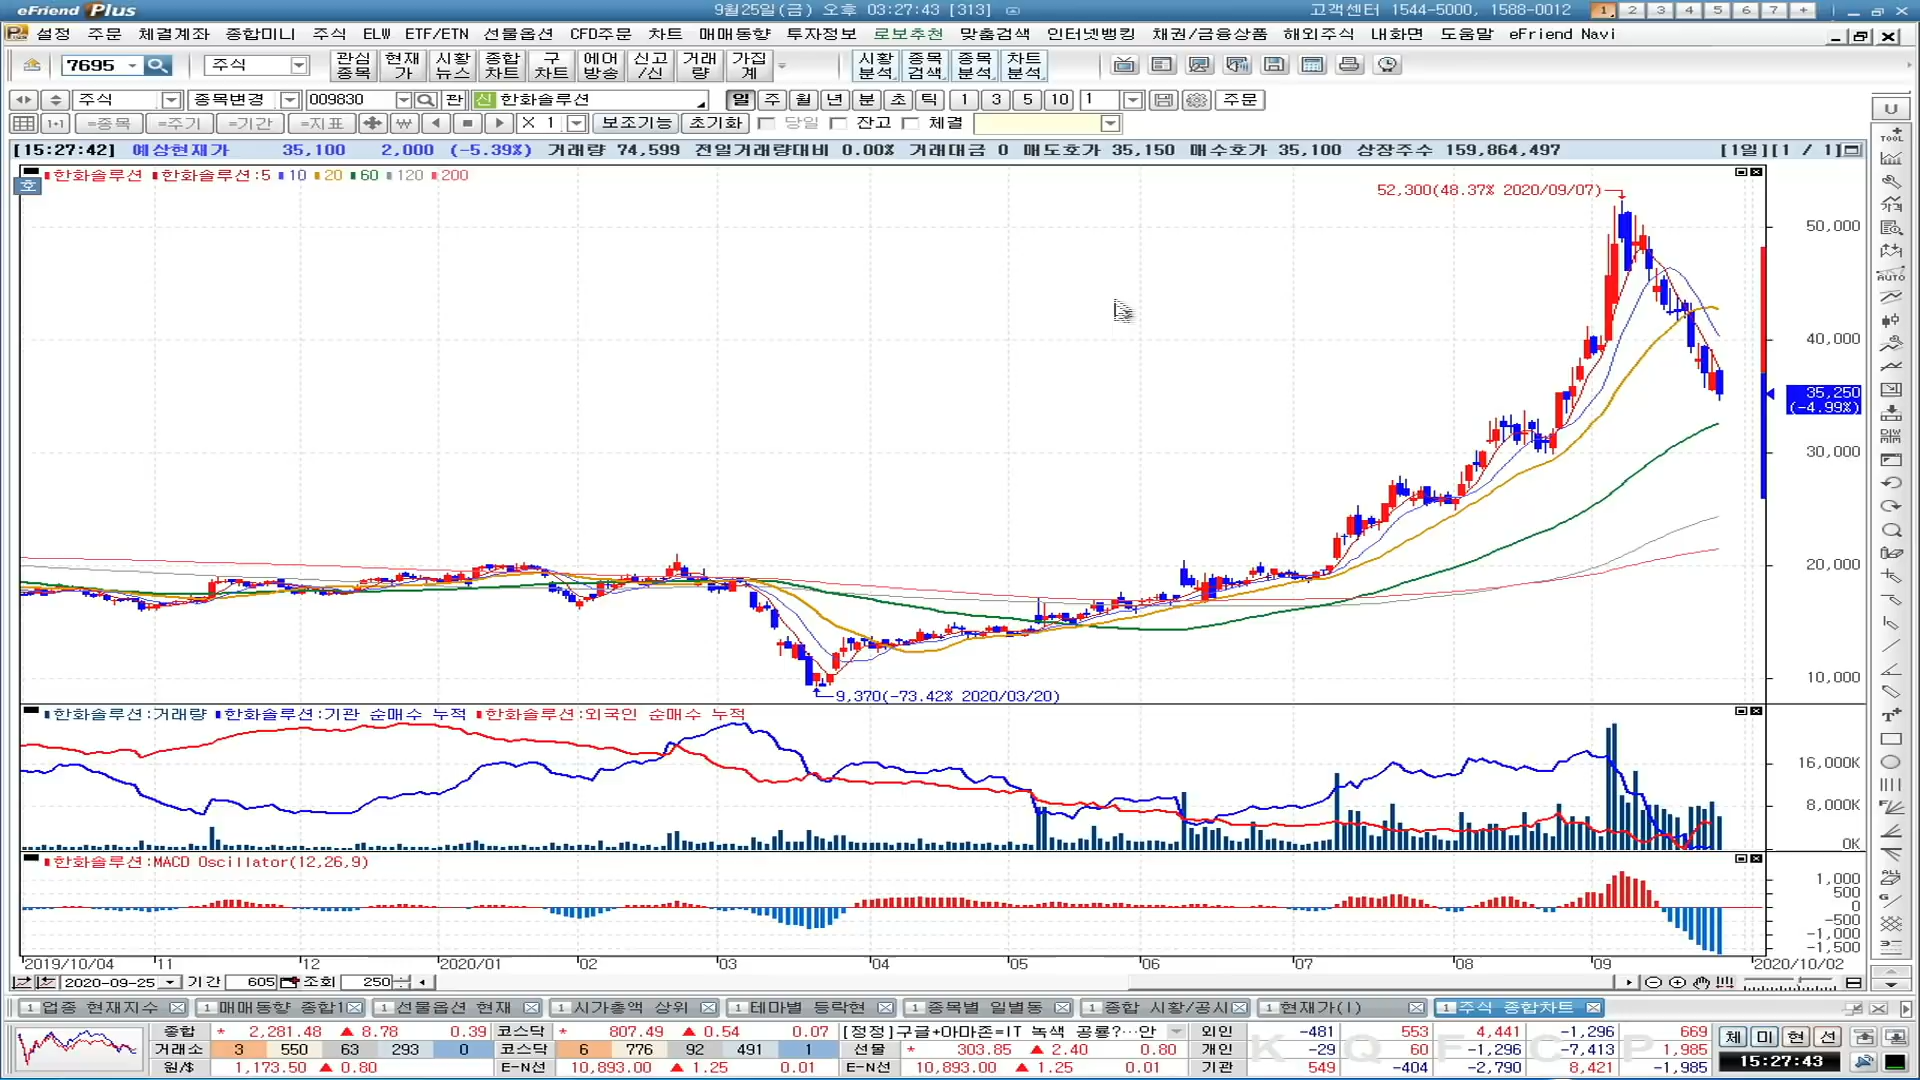 eFriend Plus 9월25일(금) 오후 03:27:43 [313] 고객센터 1544-5000, 1588-0012 1 2 3 4 5 6 7 +
설정 주문 체결계좌 종합미니 주식 ELW ETF/ETN 선물옵션 CFD주문 차트 매매동향 투자정보 로보추천 맞춤검색 인터넷뱅킹 채권/금융상품 해외주식 내화면 도움말 eFriend Navi
7695 주식 관심종목 현재가 시황뉴스 종합차트 구차트 에어방송 신고/신 거래량 가집계 시황분석 종목검색 종목분석 차트분석
주식 종목변경 009830 관 신 한화솔루션 일 주 월 년 분 초 틱 1 3 5 10 1 주문 U
=종목 =주기 =기간 =지표 X 1 보조기능 초기화 당일 잔고 체결
[15:27:42] 예상현재가 35,100 2,000 (-5.39%) 거래량 74,599 전일거래량대비 0.00% 거래대금 0 매도호가 35,150 매수호가 35,100 상장주수 159,864,497 [1일][1 / 1]
한화솔루션 한화솔루션:5 10 20 60 120 200
호
52,300(48.37% 2020/09/07)
50,000
40,000
35,250
(-4.99%)
30,000
20,000
10,000
9,370(-73.42% 2020/03/20)
한화솔루션:거래량 한화솔루션:기관 순매수 누적 한화솔루션:외국인 순매수 누적
16,000K
8,000K
0K
한화솔루션:MACD Oscillator(12,26,9)
1,000
500
0
-500
-1,000
-1,500
2019/10/04 11 12 2020/01 02 03 04 05 06 07 08 09 2020/10/02
2020-09-25 기간 605 조회 250
1 업종 현재지수 1 매매동향 종합1 1 선물옵션 현재 1 시가총액 상위 1 테마별 등락현 1 종목별 일별동 1 종합 시황/공시 1 현재가(1) 1 주식 종합차트
종합 * 2,281.48 ▲ 8.78 0.39 코스닥 * 807.49 ▲ 0.54 0.07 [정정]구글+아마존=IT 녹색 공룡?…안 외인 -481 553 4,441 -1,296 669 체 미 현 선
거래소 3 550 63 293 0 코스닥 6 776 92 491 1 선물 * 303.85 ▲ 2.40 0.80 개인 -29 60 -1,296 -7,413 1,985
원/$ 1,173.50 ▲ 0.80 E-N선 10,893.00 ▲ 1.25 0.01 E-N선 10,893.00 ▲ 1.25 0.01 기관 549 -404 -2,790 8,421 -1,985 15:27:43
K Q F C P
TOOL
AUTO
ALL